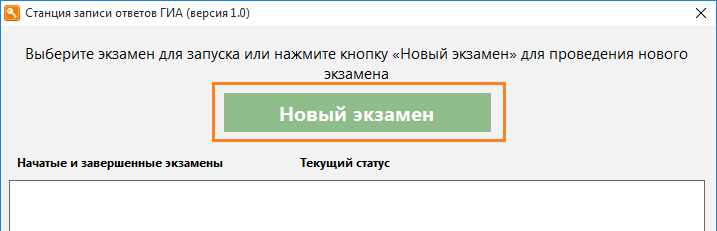 Станция записи ответов ГИА (версия 1.0)
Выберите экзамен для запуска или нажмите кнопку «Новый экзамен» для проведения нового
экзамена
Новый экзамен
Начатые и завершенные экзамены Текущий статус